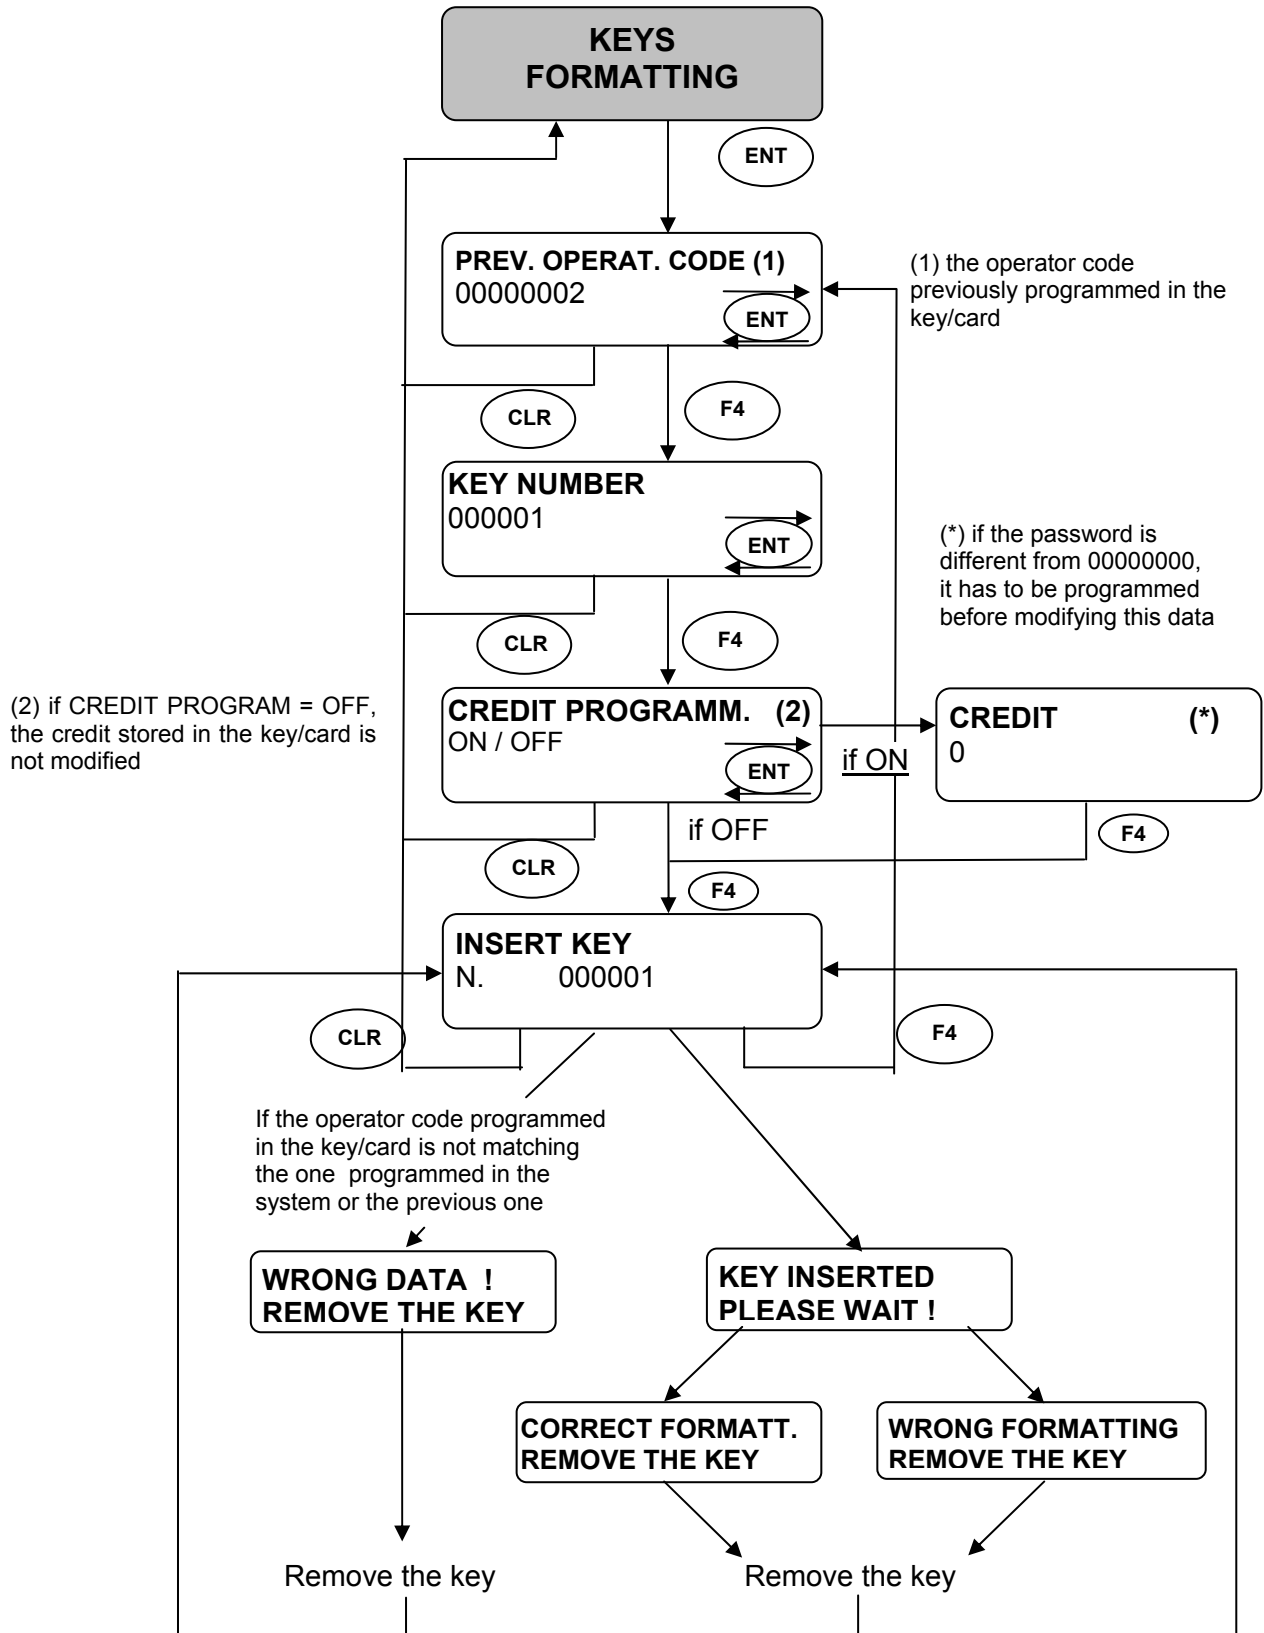 KEYS
FORMATTING
ENT
PREV. OPERAT. CODE (1)
00000002
ENT
(1) the operator code
previously programmed in the
key/card
CLR
F4
KEY NUMBER
000001
ENT
(*) if the password is
different from 00000000,
it has to be programmed
before modifying this data
CLR
F4
(2) if CREDIT PROGRAM = OFF,
the credit stored in the key/card is
not modified
CREDIT PROGRAMM. (2)
ON / OFF
ENT
if ON
CREDIT (*)
0
if OFF
F4
CLR
F4
INSERT KEY
N. 000001
CLR
F4
If the operator code programmed
in the key/card is not matching
the one programmed in the
system or the previous one
WRONG DATA !
REMOVE THE KEY
KEY INSERTED
PLEASE WAIT !
CORRECT FORMATT.
REMOVE THE KEY
WRONG FORMATTING
REMOVE THE KEY
Remove the key
Remove the key